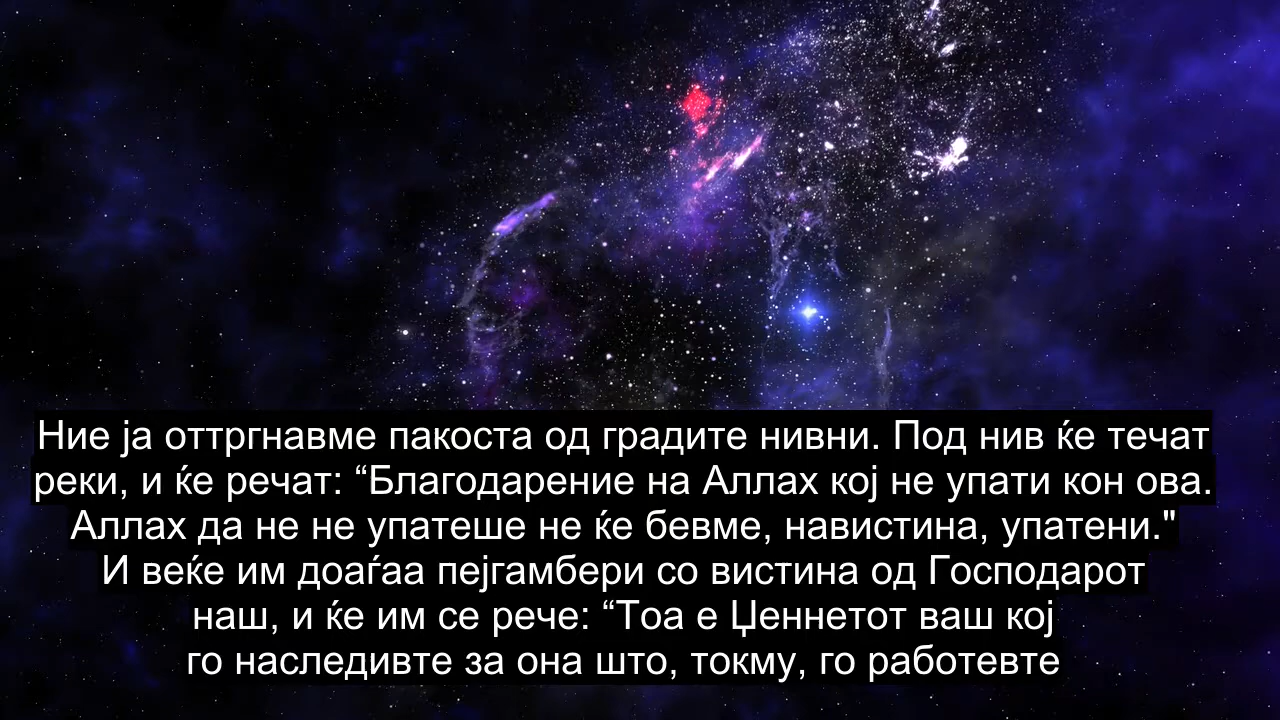 Ние ја оттргнавме пакоста од градите нивни. Под нив ќе течат
реки, и ќе речат: “Благодарение на Аллах кој не упати кон ова.
Аллах да не не упатеше не ќе бевме, навистина, упатени."
И веќе им доаѓаа пејгамбери со вистина од Господарот
наш, и ќе им се рече: “Тоа е Џеннетот ваш кој
го наследивте за она што, токму, го работевте